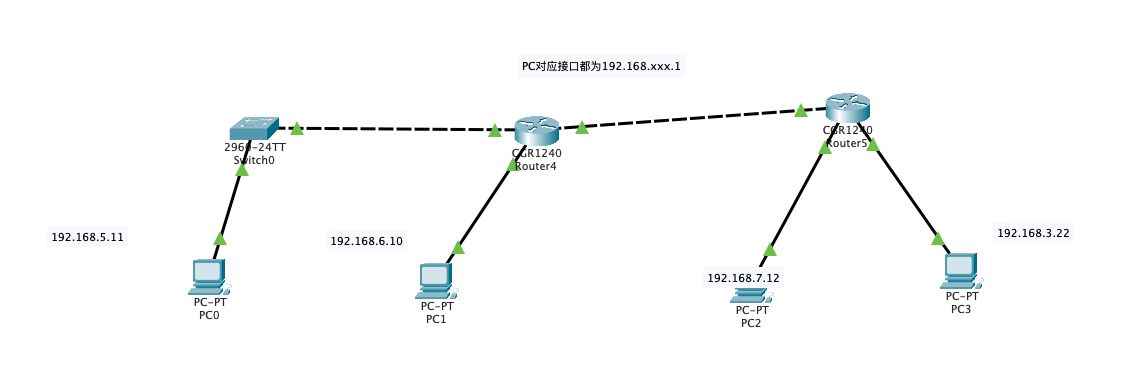 PC对应接口都为192.168.xxx.1
2960-24TT
Switch0
CGR1240
Router4
CGR1240
Router5
192.168.5.11
192.168.6.10
192.168.7.12
192.168.3.22
PC-PT
PC0
PC-PT
PC1
PC-PT
PC2
PC-PT
PC3